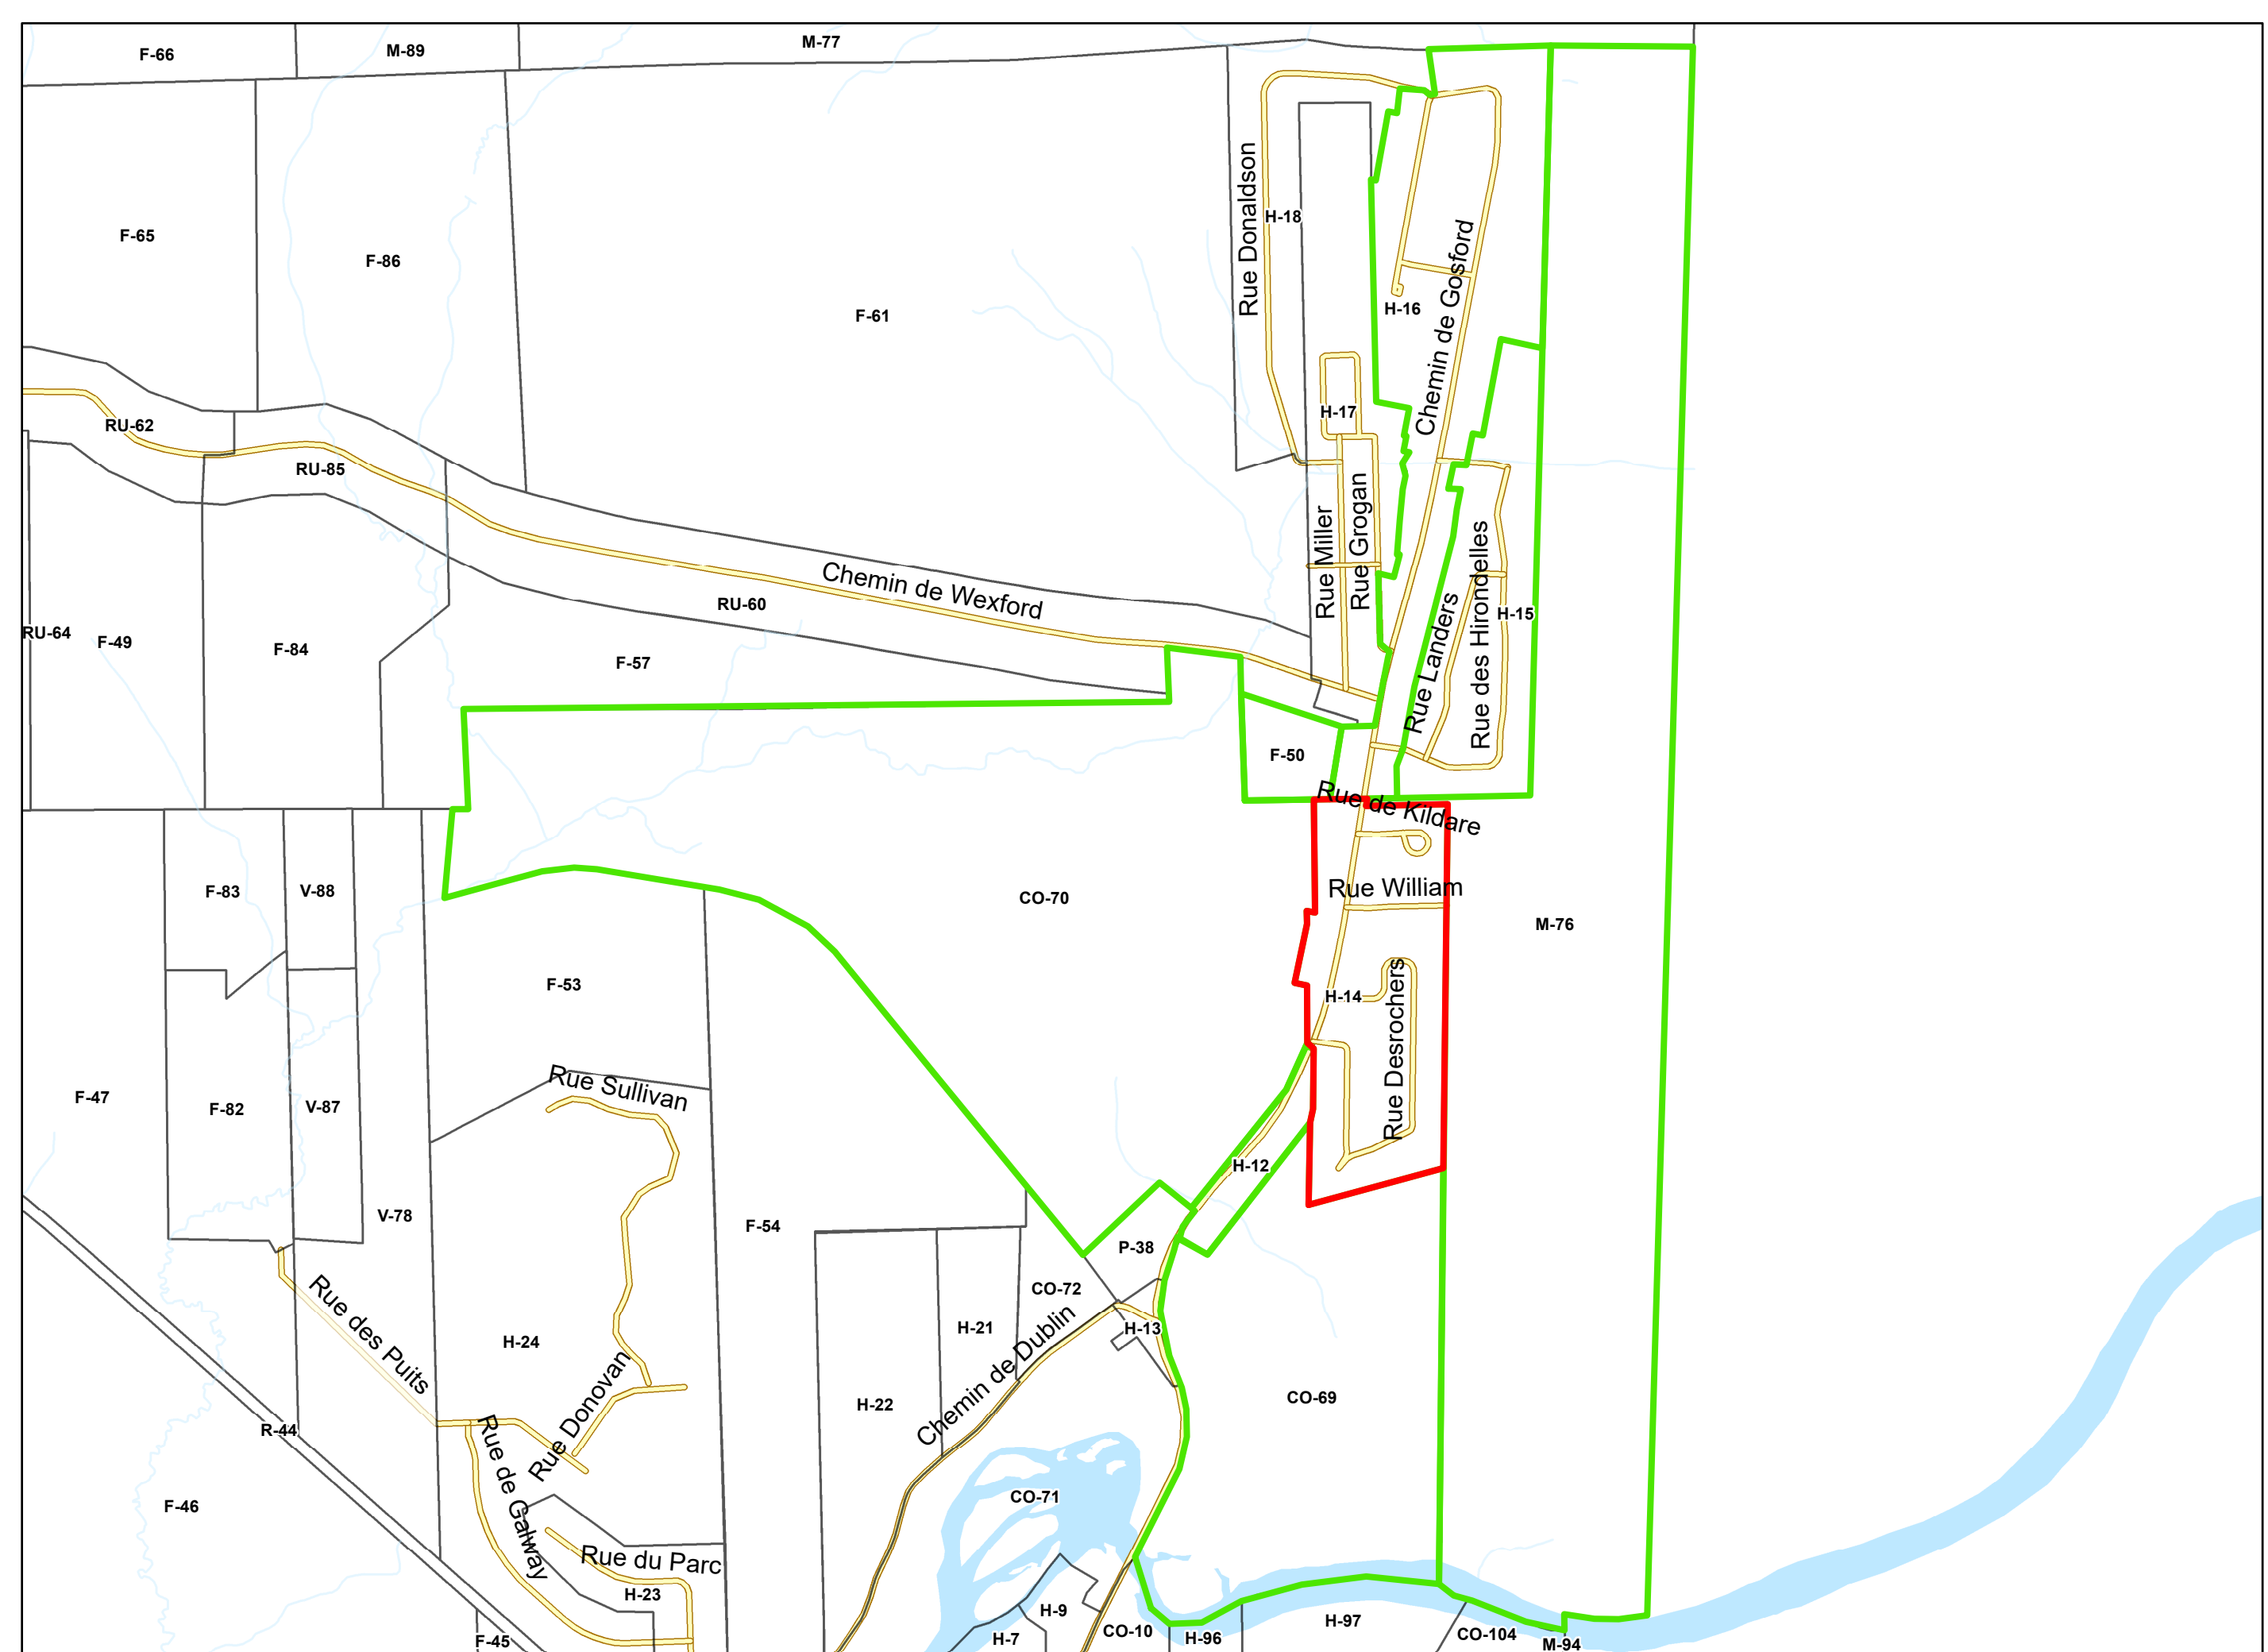 F-66
M-89
M-77
F-65
F-86
F-61
Rue Donaldson
H-18
H-16
Chemin de Gosford
H-17
RU-62
RU-85
Rue Miller
Rue Grogan
Rue Landers
Rue des Hirondelles
H-15
Chemin de Wexford
RU-60
RU-64
F-49
F-84
F-57
F-50
Rue de Kildare
F-83
V-88
CO-70
Rue William
M-76
F-53
H-14
Rue Desrochers
Rue Sullivan
F-47
F-82
V-87
H-12
V-78
F-54
P-38
CO-72
H-13
H-21
H-24
Rue des Puits
Rue Donovan
Chemin de Dublin
H-22
CO-69
R-44
Rue de Galway
CO-71
F-46
Rue du Parc
H-23
H-9
H-97
CO-10
H-96
CO-104
F-45
H-7
M-94